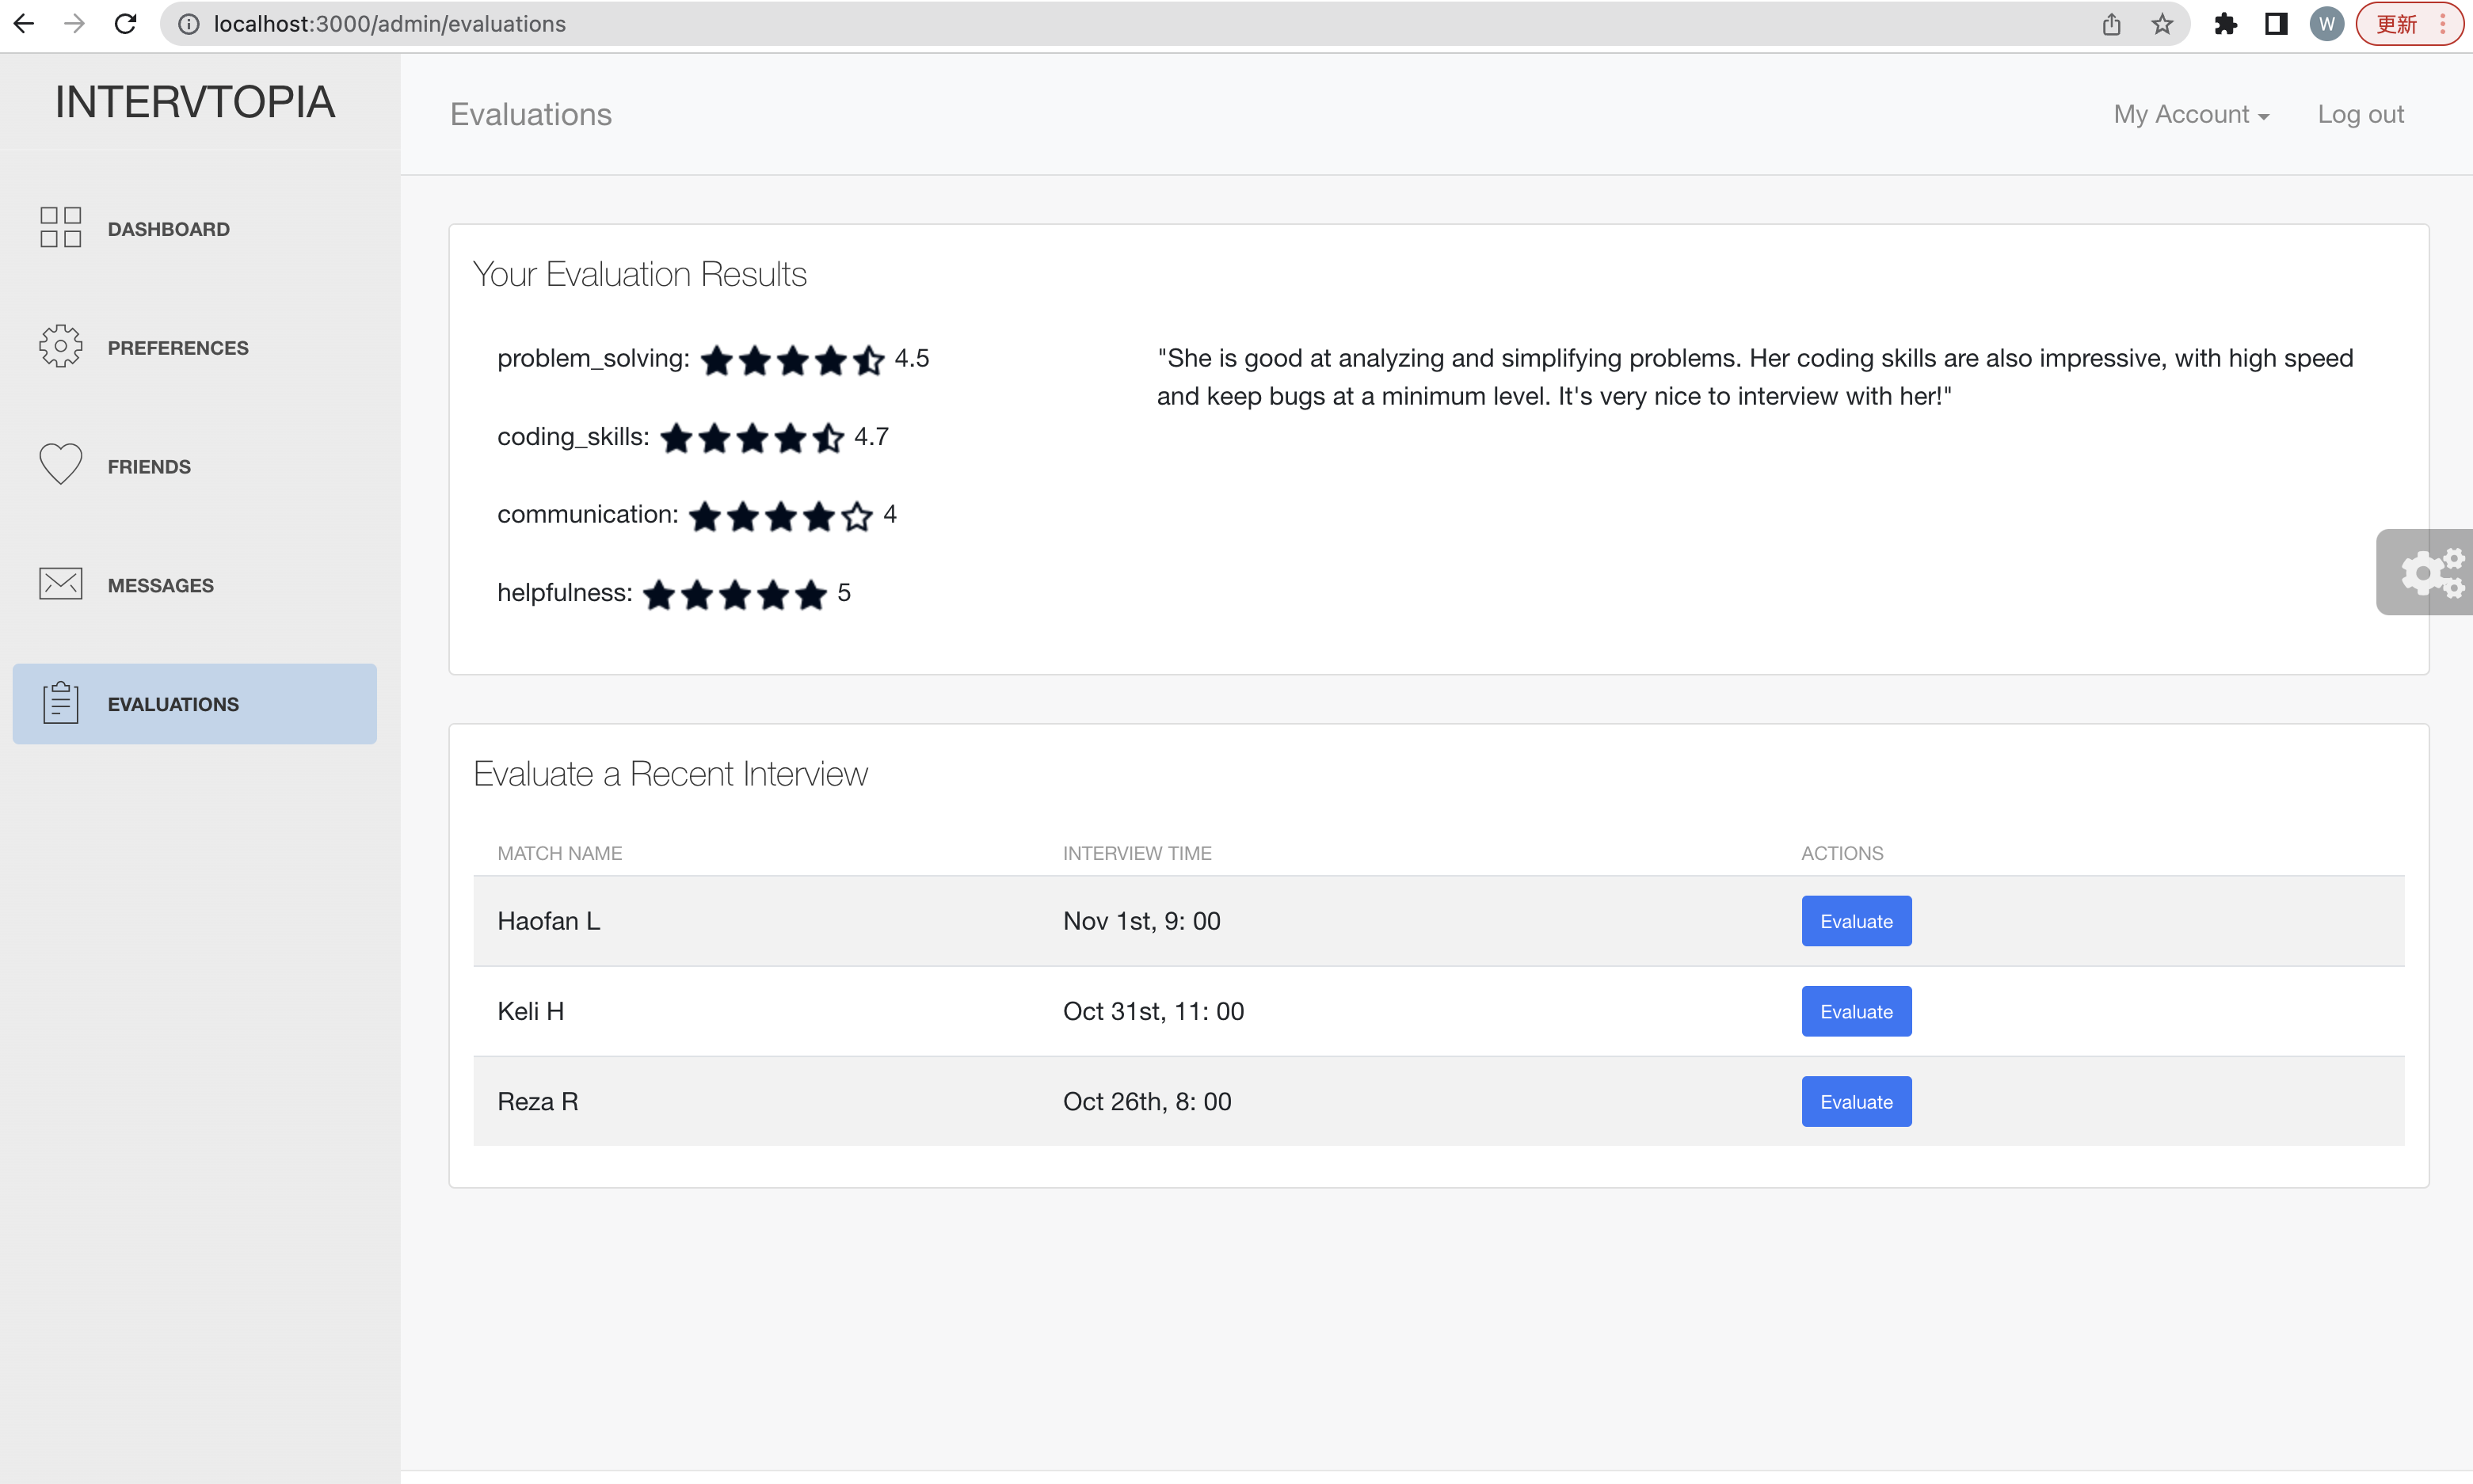 localhost:3000/admin/evaluations
W
更新
INTERVTOPIA
Evaluations
My Account
Log out
DASHBOARD
PREFERENCES
FRIENDS
MESSAGES
EVALUATIONS
Your Evaluation Results
problem_solving: 4.5
coding_skills: 4.7
communication: 4
helpfulness: 5
"She is good at analyzing and simplifying problems. Her coding skills are also impressive, with high speed
and keep bugs at a minimum level. It's very nice to interview with her!"
Evaluate a Recent Interview
MATCH NAME INTERVIEW TIME ACTIONS
Haofan L Nov 1st, 9: 00 Evaluate
Keli H Oct 31st, 11: 00 Evaluate
Reza R Oct 26th, 8: 00 Evaluate